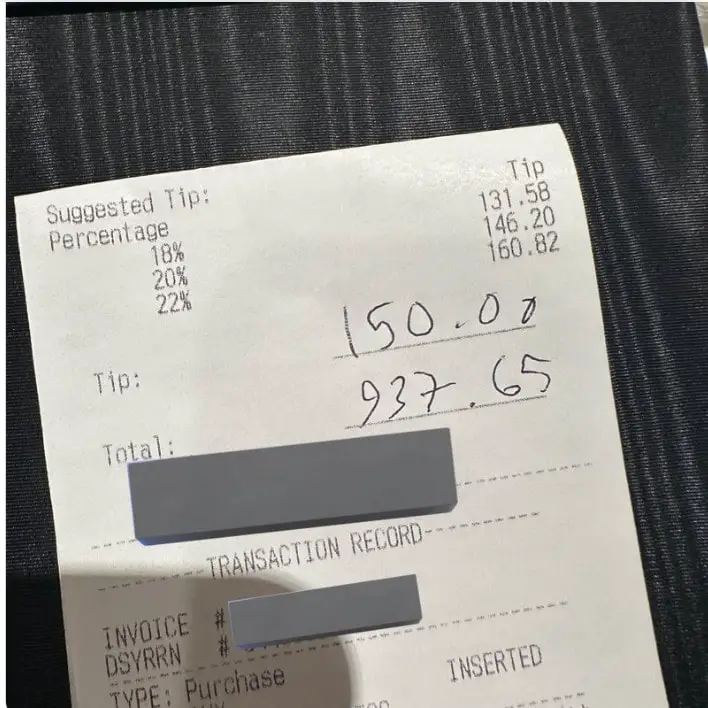 Suggested Tip:
Percentage Tip
18% 131.58
20% 146.20
22% 160.82
Tip: 150.00
Total: 937.65
TRANSACTION RECORD
INVOICE #
DSYRRN #
TYPE: Purchase INSERTED